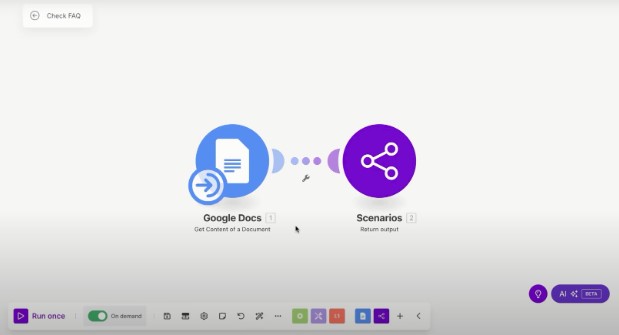 Check FAQ
Google Docs 1
Get Content of a Document
Scenarios 2
Return output
AI BETA
Run once
On demand